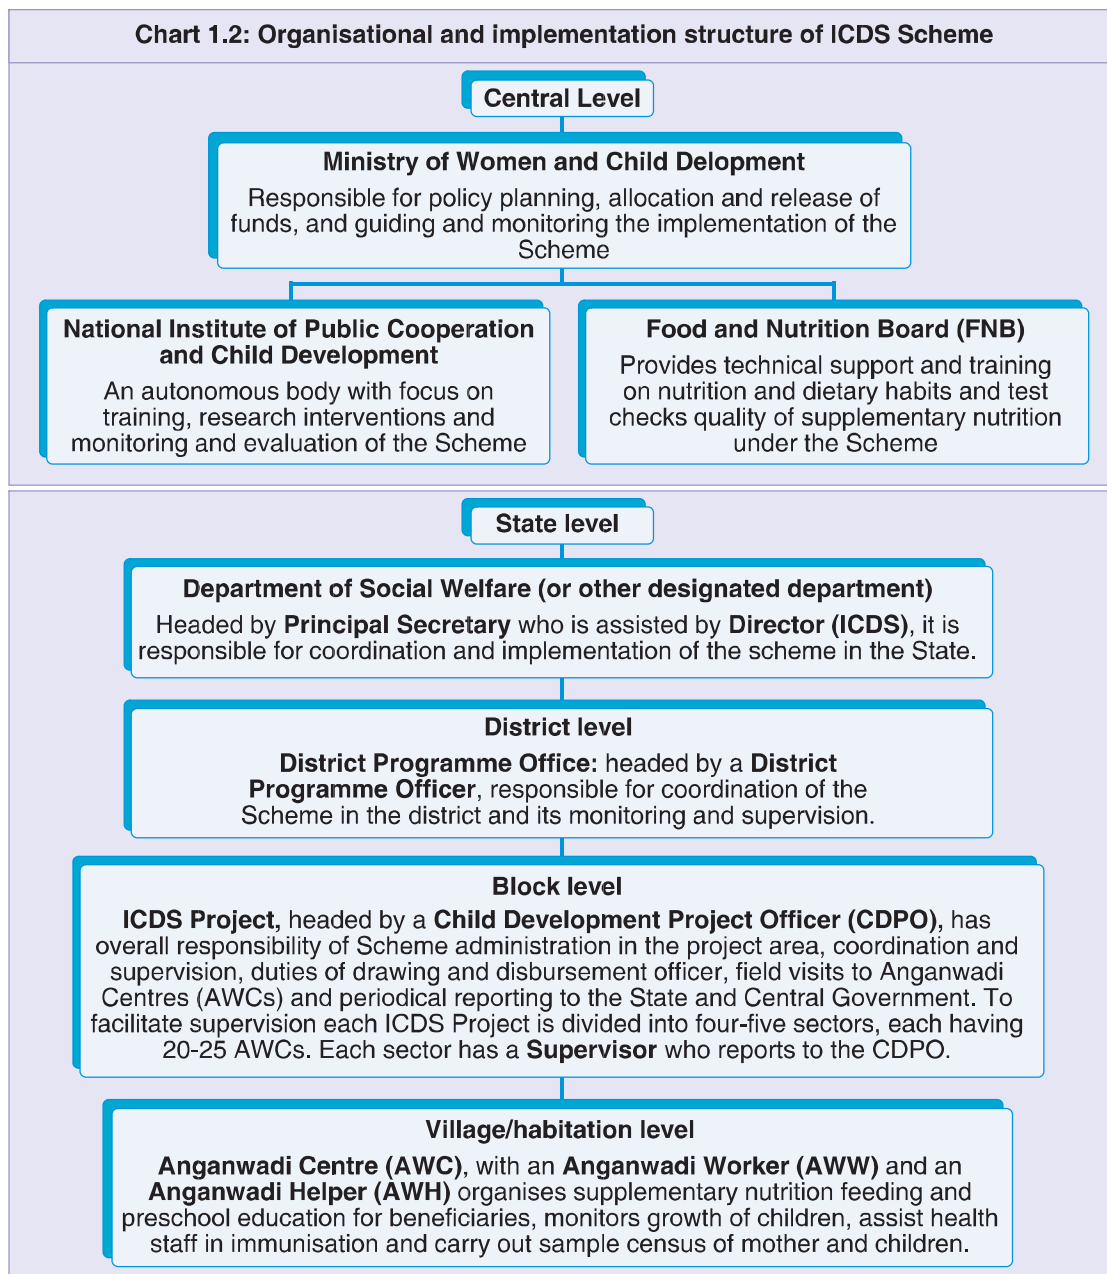 Chart 1.2: Organisational and implementation structure of ICDS Scheme
Central Level
Ministry of Women and Child Delopment
Responsible for policy planning, allocation and release of
funds, and guiding and monitoring the implementation of the
Scheme
National Institute of Public Cooperation
and Child Development
An autonomous body with focus on
training, research interventions and
monitoring and evaluation of the Scheme
Food and Nutrition Board (FNB)
Provides technical support and training
on nutrition and dietary habits and test
checks quality of supplementary nutrition
under the Scheme
State level
Department of Social Welfare (or other designated department)
Headed by Principal Secretary who is assisted by Director (ICDS), it is
responsible for coordination and implementation of the scheme in the State.
District level
District Programme Office: headed by a District
Programme Officer, responsible for coordination of the
Scheme in the district and its monitoring and supervision.
Block level
ICDS Project, headed by a Child Development Project Officer (CDPO), has
overall responsibility of Scheme administration in the project area, coordination and
supervision, duties of drawing and disbursement officer, field visits to Anganwadi
Centres (AWCs) and periodical reporting to the State and Central Government. To
facilitate supervision each ICDS Project is divided into four-five sectors, each having
20-25 AWCs. Each sector has a Supervisor who reports to the CDPO.
Village/habitation level
Anganwadi Centre (AWC), with an Anganwadi Worker (AWW) and an
Anganwadi Helper (AWH) organises supplementary nutrition feeding and
preschool education for beneficiaries, monitors growth of children, assist health
staff in immunisation and carry out sample census of mother and children.